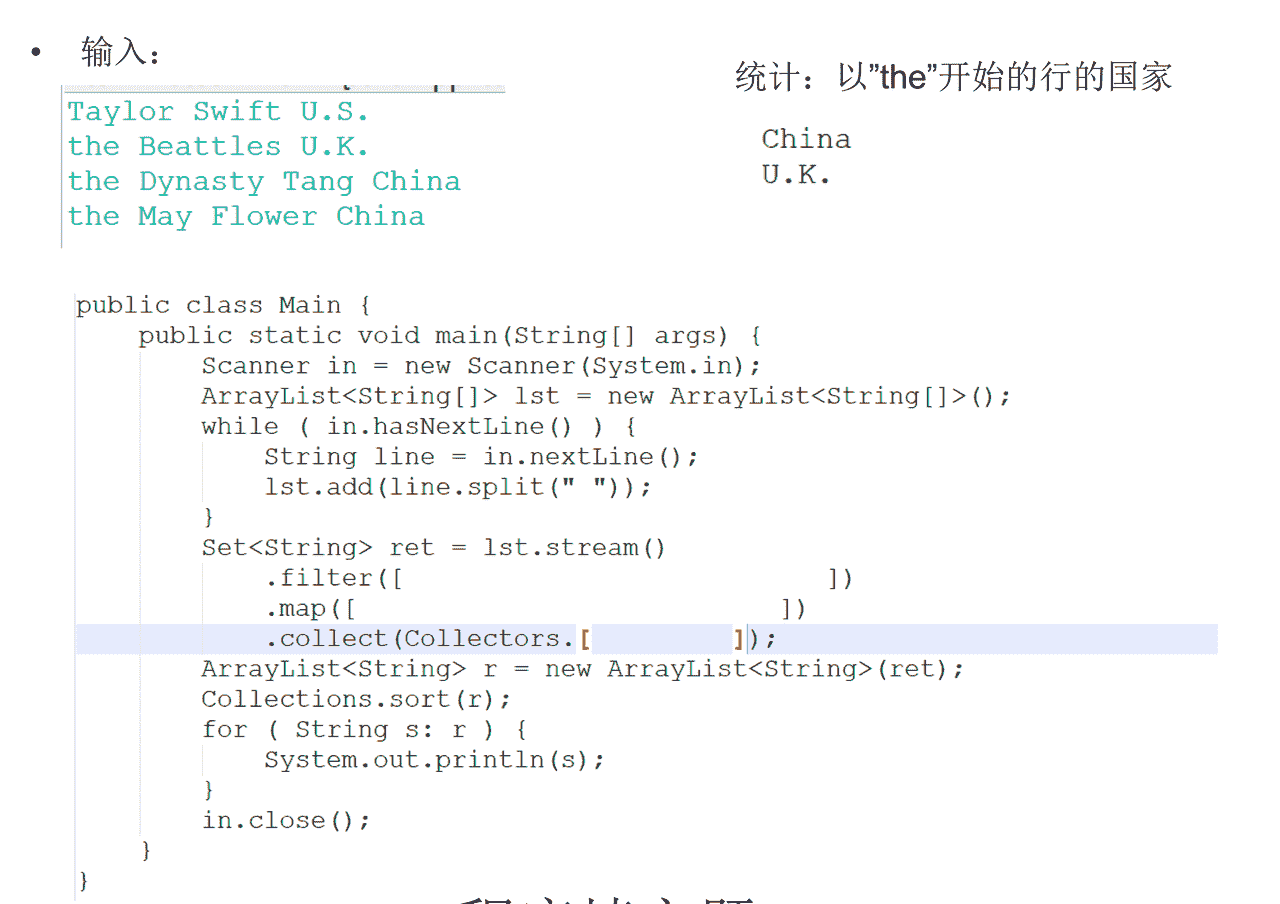 • 输入：
统计：以”the”开始的行的国家
Taylor Swift U.S.
the Beattles U.K.
the Dynasty Tang China
the May Flower China
China
U.K.
public class Main {
    public static void main(String[] args) {
        Scanner in = new Scanner(System.in);
        ArrayList<String[]> lst = new ArrayList<String[]>();
        while ( in.hasNextLine() ) {
            String line = in.nextLine();
            lst.add(line.split(" "));
        }
        Set<String> ret = lst.stream()
            .filter([                           ])
            .map([                           ])
            .collect(Collectors.[         ]);
        ArrayList<String> r = new ArrayList<String>(ret);
        Collections.sort(r);
        for ( String s: r ) {
            System.out.println(s);
        }
        in.close();
    }
}